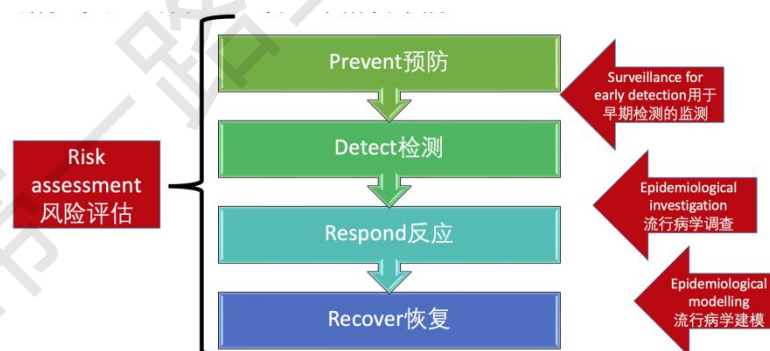 Prevent预防
Surveillance for
early detection用于
早期检测的监测
Detect检测
Risk
assessment
风险评估
Epidemiological
investigation
流行病学调查
Respond反应
Epidemiological
modelling
流行病学建模
Recover恢复
一路
带